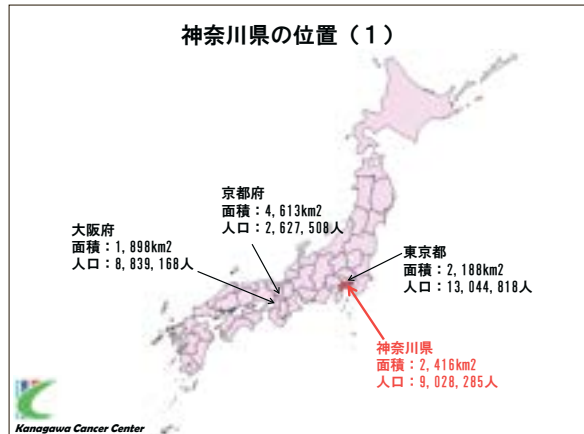 神奈川県の位置（１）
京都府
面積：4,613km2
人口：2,627,508人
大阪府
面積：1,898km2
人口：8,839,168人
東京都
面積：2,188km2
人口：13,044,818人
神奈川県
面積：2,416km2
人口：9,028,285人
Kanagawa Cancer Center